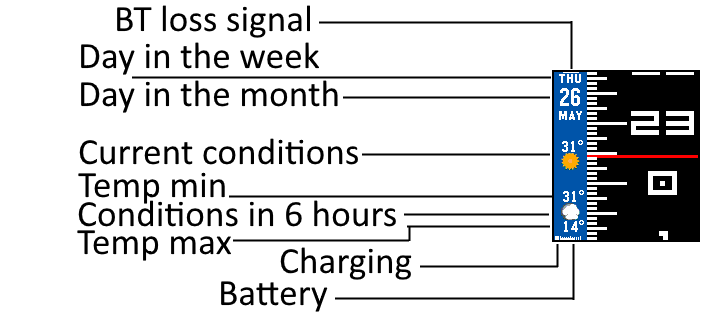 BT loss signal
Day in the week
Day in the month
Current conditions
Temp min
Conditions in 6 hours
Temp max
Charging
Battery
THU
26
MAY
31°
31°
14°
23
0